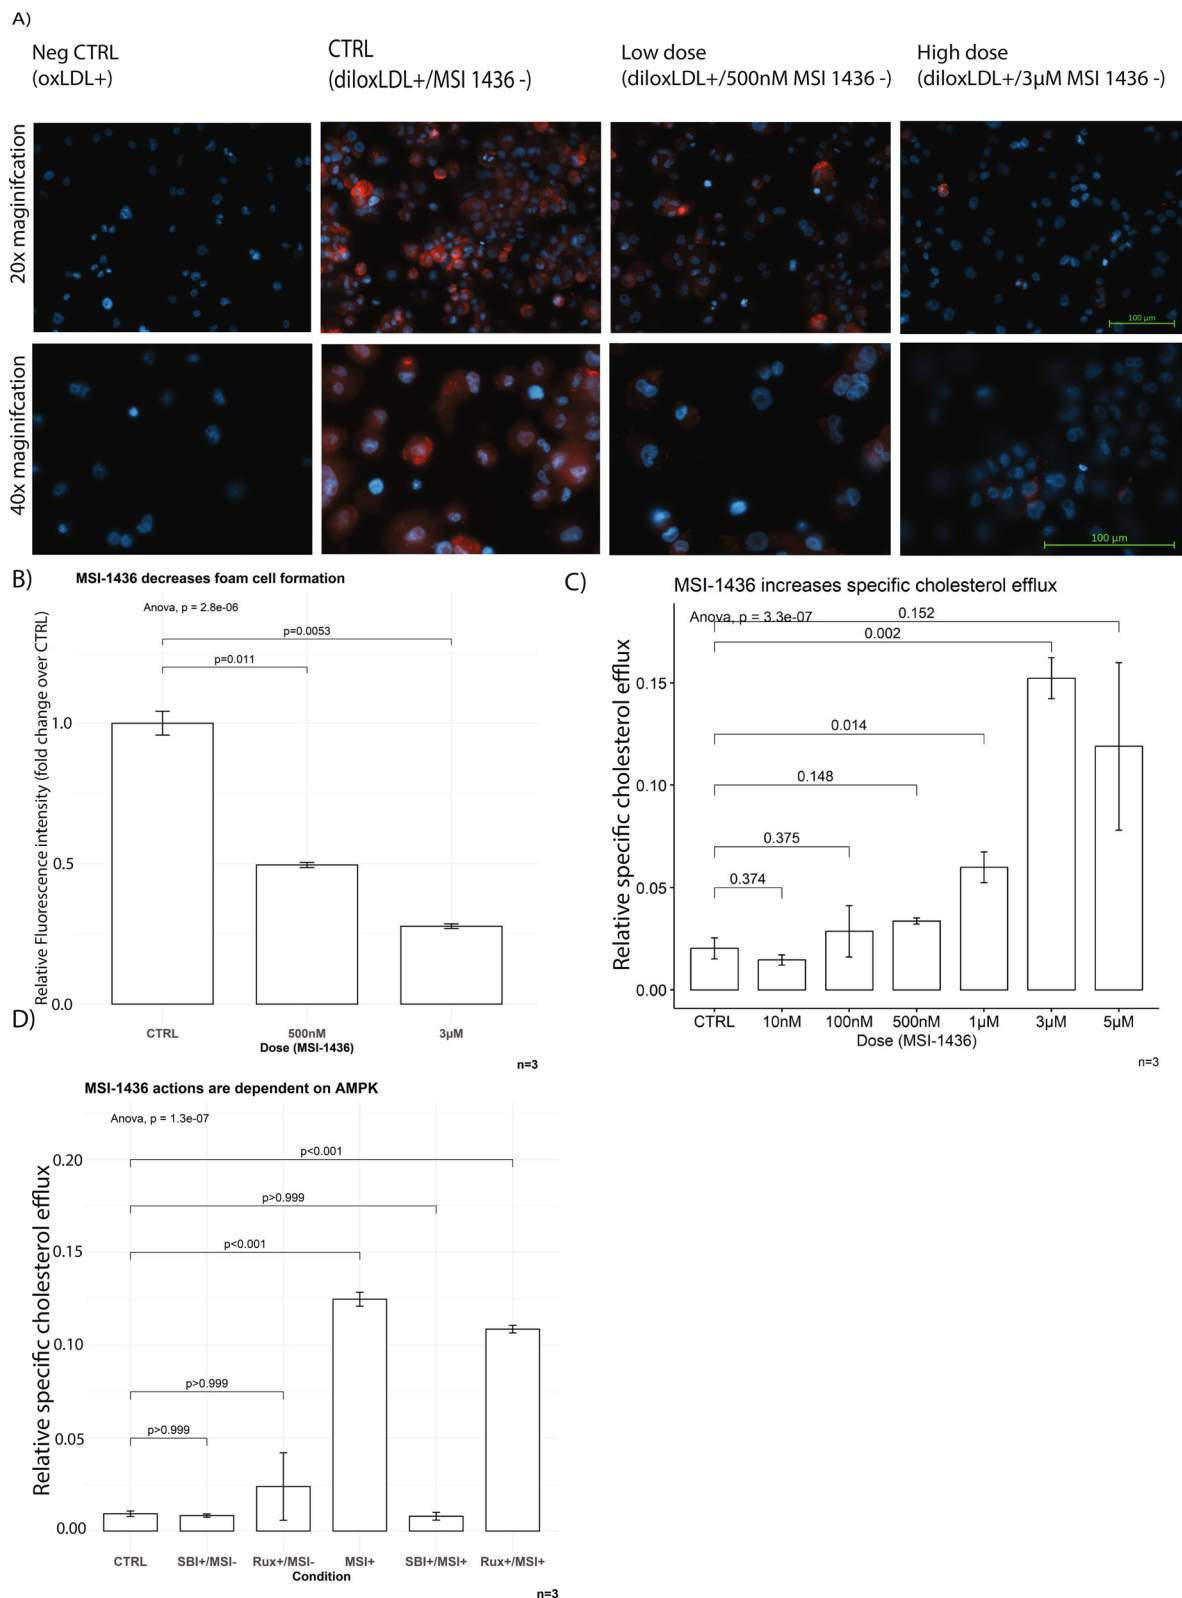 A)
Neg CTRL
(oxLDL+)
CTRL
(diloxLDL+/MSI 1436 -)
Low dose
(diloxLDL+/500nM MSI 1436 -)
High dose
(diloxLDL+/3µM MSI 1436 -)
20x maginifcation
100 µm
40x maginifcation
100 µm
B)
MSI-1436 decreases foam cell formation
Anova, p = 2.8e-06
p=0.0053
p=0.011
Relative Fluorescence intensity (fold change over CTRL)
1.0
0.5
0.0
CTRL
500nM
3µM
Dose (MSI-1436)
n=3
C)
MSI-1436 increases specific cholesterol efflux
Anova, p = 3.3e-07
0.152
0.002
0.014
0.148
0.375
0.374
Relative specific cholesterol efflux
0.15
0.10
0.05
0.00
CTRL
10nM
100nM
500nM
1µM
3µM
5µM
Dose (MSI-1436)
n=3
D)
MSI-1436 actions are dependent on AMPK
Anova, p = 1.3e-07
p<0.001
p>0.999
p<0.001
p>0.999
p>0.999
Relative specific cholesterol efflux
0.20
0.15
0.10
0.05
0.00
CTRL
SBI+/MSI-
Rux+/MSI-
MSI+
SBI+/MSI+
Rux+/MSI+
Condition
n=3